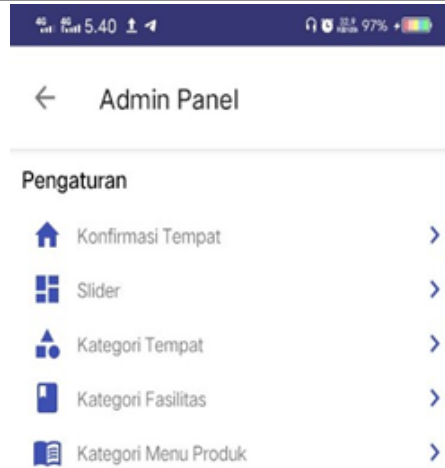 5.40 97%
Admin Panel
Pengaturan
Konfirmasi Tempat
Slider
Kategori Tempat
Kategori Fasilitas
Kategori Menu Produk